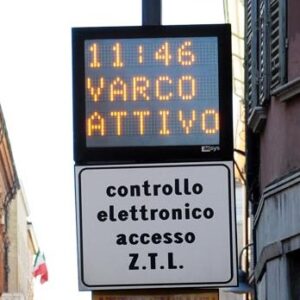 11:46
VARCO
ATTIVO
controllo
elettronico
accesso
Z.T.L.